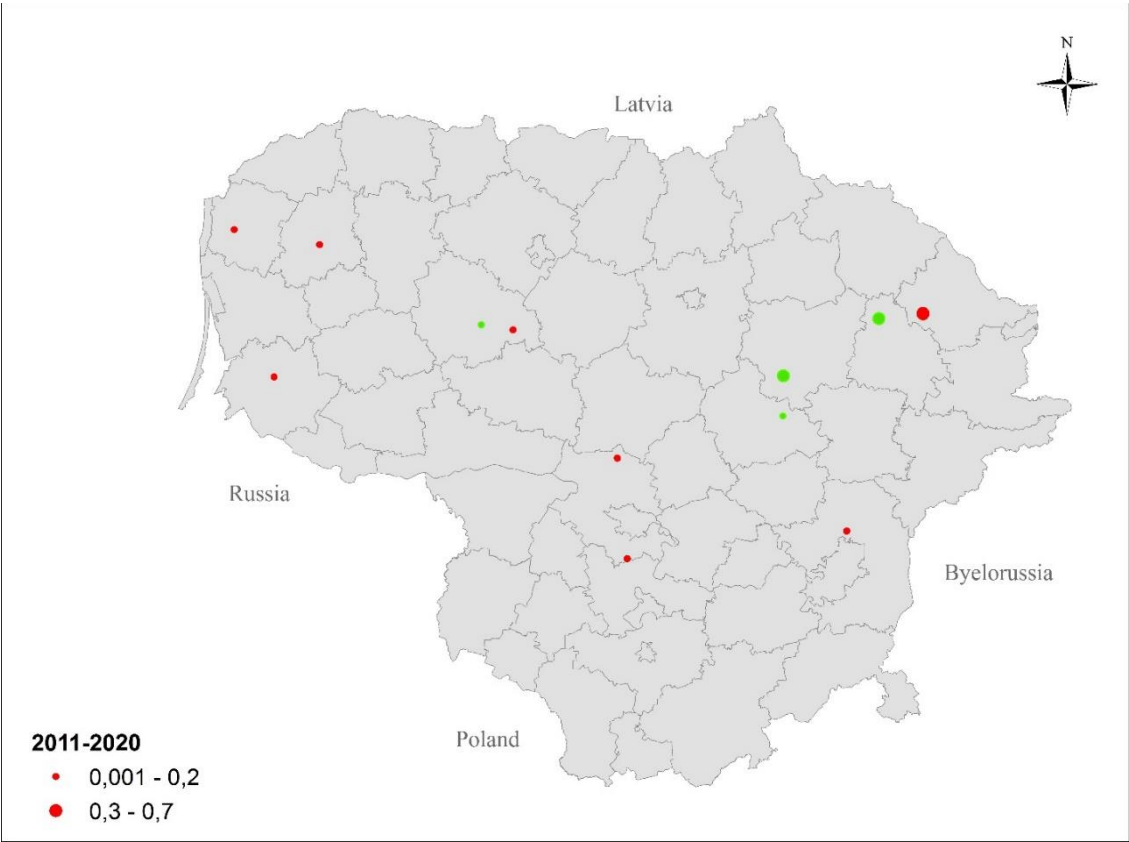 N
Latvia
Russia
Byelorussia
Poland
2011-2020
0,001 - 0,2
0,3 - 0,7